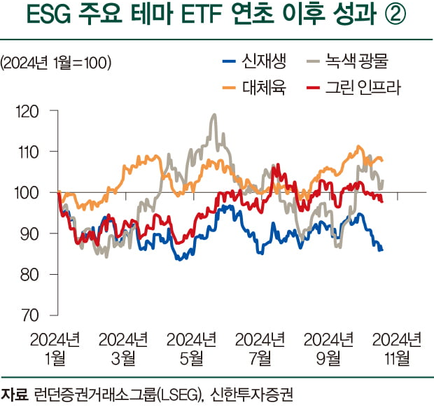 ESG 주요 테마 ETF 연초 이후 성과 ②
(2024년 1월=100)
신재생
녹색 광물
대체육
그린 인프라
120
110
100
90
80
70
2024년 2024년 2024년 2024년 2024년 2024년
1월 3월 5월 7월 9월 11월
자료 런던증권거래소그룹(LSEG), 신한투자증권